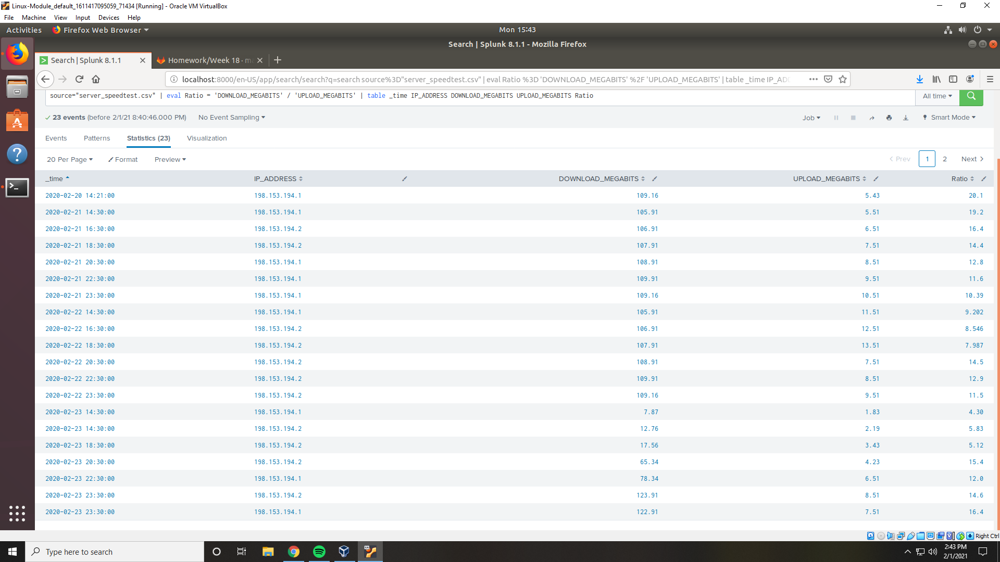 Linux-Module_default_1611417095059_71434 [Running] - Oracle VM VirtualBox
File Machine View Input Devices Help
Activities Firefox Web Browser Mon 15:43
Search | Splunk 8.1.1 - Mozilla Firefox
Search | Splunk 8.1.1 Homework/Week 18 · m
localhost:8000/en-US/app/search/search?q=search source%3D"server_speedtest.csv" | eval Ratio %3D 'DOWNLOAD_MEGABITS' %2F 'UPLOAD_MEGABITS' | table _time IP_ADD
source="server_speedtest.csv" | eval Ratio = 'DOWNLOAD_MEGABITS' / 'UPLOAD_MEGABITS' | table _time IP_ADDRESS DOWNLOAD_MEGABITS UPLOAD_MEGABITS Ratio All time
23 events (before 2/1/21 8:40:46.000 PM) No Event Sampling Job Smart Mode
Events Patterns Statistics (23) Visualization
20 Per Page Format Preview < Prev 1 2 Next >
_time IP_ADDRESS DOWNLOAD_MEGABITS UPLOAD_MEGABITS Ratio
2020-02-20 14:21:00 198.153.194.1 109.16 5.43 20.1
2020-02-21 14:30:00 198.153.194.1 105.91 5.51 19.2
2020-02-21 16:30:00 198.153.194.2 106.91 6.51 16.4
2020-02-21 18:30:00 198.153.194.2 107.91 7.51 14.4
2020-02-21 20:30:00 198.153.194.1 108.91 8.51 12.8
2020-02-21 22:30:00 198.153.194.1 109.91 9.51 11.6
2020-02-21 23:30:00 198.153.194.1 109.16 10.51 10.39
2020-02-22 14:30:00 198.153.194.1 105.91 11.51 9.202
2020-02-22 16:30:00 198.153.194.2 106.91 12.51 8.546
2020-02-22 18:30:00 198.153.194.2 107.91 13.51 7.987
2020-02-22 20:30:00 198.153.194.2 108.91 7.51 14.5
2020-02-22 22:30:00 198.153.194.2 109.91 8.51 12.9
2020-02-22 23:30:00 198.153.194.2 109.16 9.51 11.5
2020-02-23 14:30:00 198.153.194.1 7.87 1.83 4.30
2020-02-23 14:30:00 198.153.194.2 12.76 2.19 5.83
2020-02-23 18:30:00 198.153.194.2 17.56 3.43 5.12
2020-02-23 20:30:00 198.153.194.2 65.34 4.23 15.4
2020-02-23 22:30:00 198.153.194.1 78.34 6.51 12.0
2020-02-23 23:30:00 198.153.194.2 123.91 8.51 14.6
2020-02-23 23:30:00 198.153.194.1 122.91 7.51 16.4
Right Ctrl
Type here to search 2:43 PM
2/1/2021